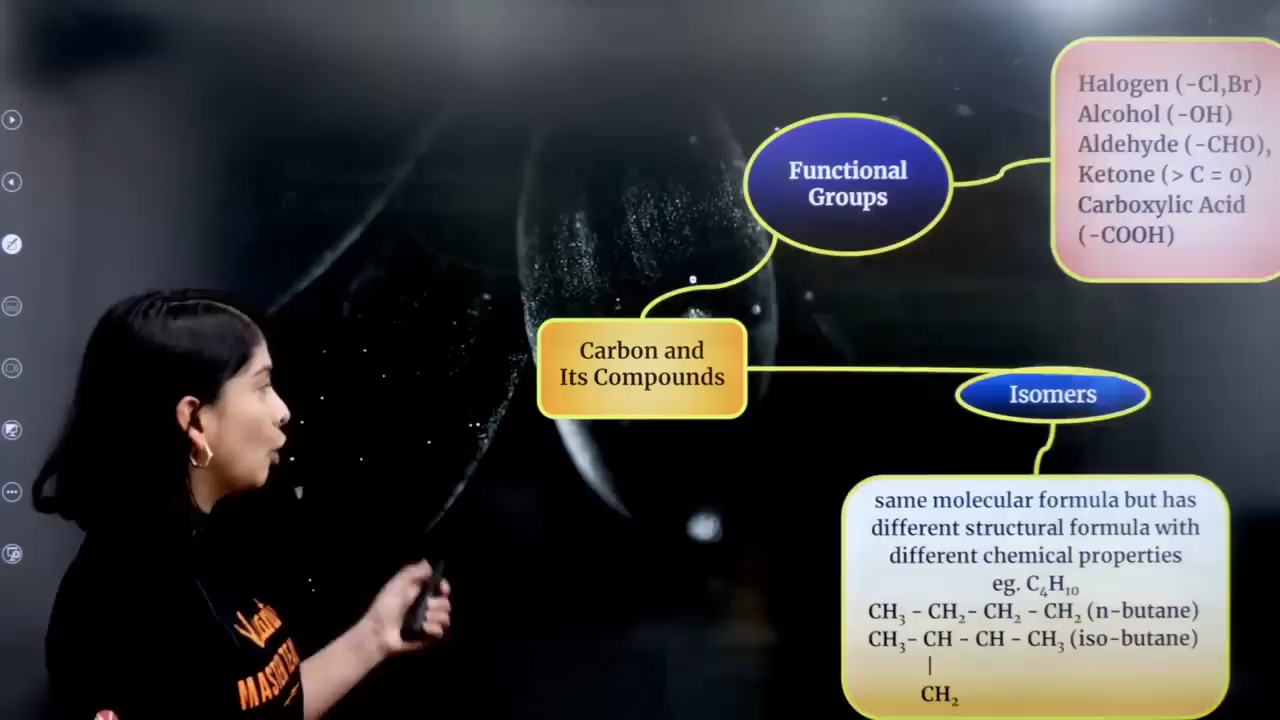 Halogen (-Cl,Br)
Alcohol (-OH)
Aldehyde (-CHO),
Ketone (> C = 0)
Carboxylic Acid
(-COOH)
Functional
Groups
Carbon and
Its Compounds
Isomers
same molecular formula but has
different structural formula with
different chemical properties
eg. C₄H₁₀
CH₃ - CH₂- CH₂ - CH₂ (n-butane)
CH₃- CH - CH - CH₃ (iso-butane)
|
CH₂